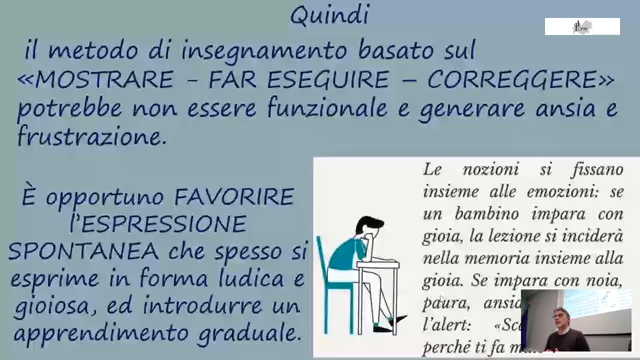 Quindi
il metodo di insegnamento basato sul
«MOSTRARE - FAR ESEGUIRE – CORREGGERE»
potrebbe non essere funzionale e generare ansia e
frustrazione.
È opportuno FAVORIRE
l'ESPRESSIONE
SPONTANEA che spesso si
esprime in forma ludica e
gioiosa, ed introdurre un
apprendimento graduale.
Le nozioni si fissano
insieme alle emozioni: se
un bambino impara con
gioia, la lezione si inciderà
nella memoria insieme alla
gioia. Se impara con noia,
paura,
l'alert:
perché ti fa